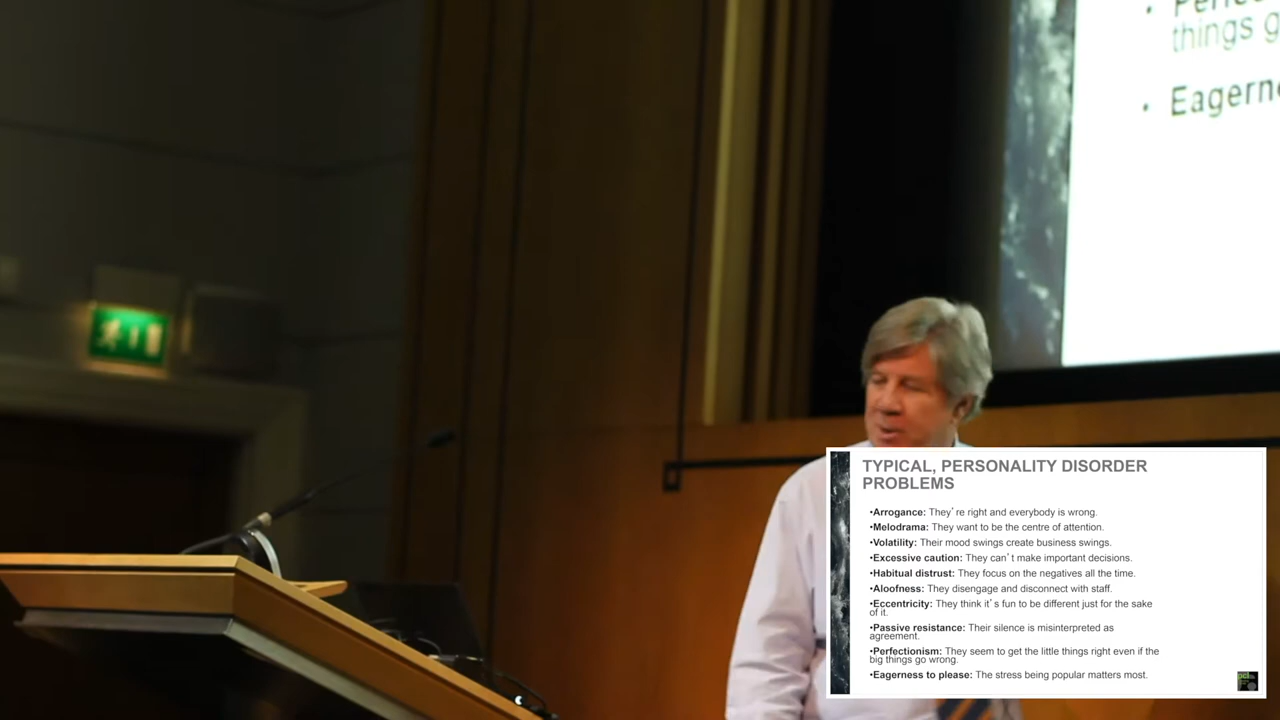 things g
Eagern
TYPICAL, PERSONALITY DISORDER
PROBLEMS
•Arrogance: They’re right and everybody is wrong.
•Melodrama: They want to be the centre of attention.
•Volatility: Their mood swings create business swings.
•Excessive caution: They can’t make important decisions.
•Habitual distrust: They focus on the negatives all the time.
•Aloofness: They disengage and disconnect with staff.
•Eccentricity: They think it’s fun to be different just for the sake
of it.
•Passive resistance: Their silence is misinterpreted as
agreement.
•Perfectionism: They seem to get the little things right even if the
big things go wrong.
•Eagerness to please: The stress being popular matters most.